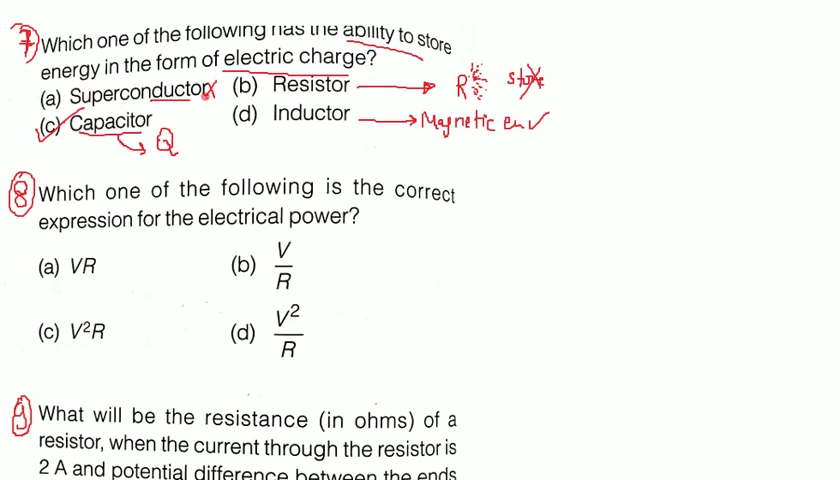 7 Which one of the following has the ability to store
energy in the form of electric charge?
(a) Superconductor (b) Resistor → R store
(c) Capacitor (d) Inductor → Magnetic en
Q
8 Which one of the following is the correct
expression for the electrical power?
(a) VR (b) V/R
(c) V²R (d) V²/R
9 What will be the resistance (in ohms) of a
resistor, when the current through the resistor is
2 A and potential difference between the ends